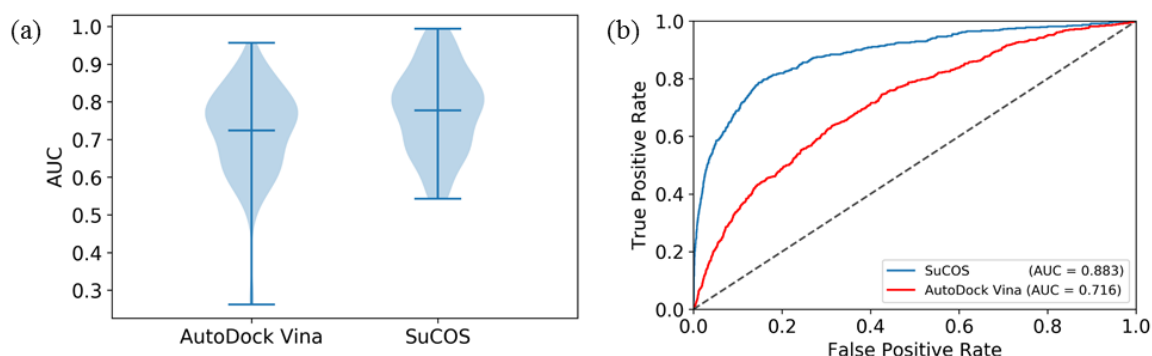 (a)
AUC
1.0
0.9
0.8
0.7
0.6
0.5
0.4
0.3
AutoDock Vina SuCOS
(b)
True Positive Rate
1.0
0.8
0.6
0.4
0.2
0.0
SuCOS (AUC = 0.883)
AutoDock Vina (AUC = 0.716)
0.0 0.2 0.4 0.6 0.8 1.0
False Positive Rate